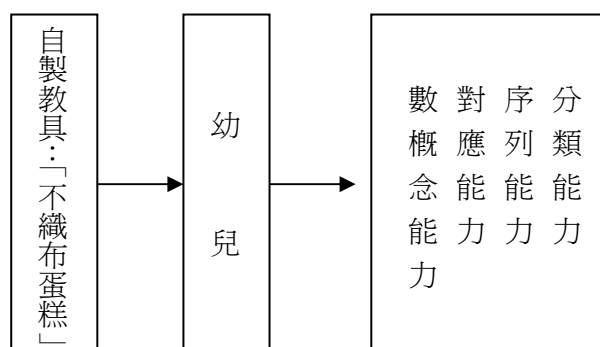 自製教具：「不織布蛋糕」
幼兒
分類能力
序列能力
對應能力
數概念能力